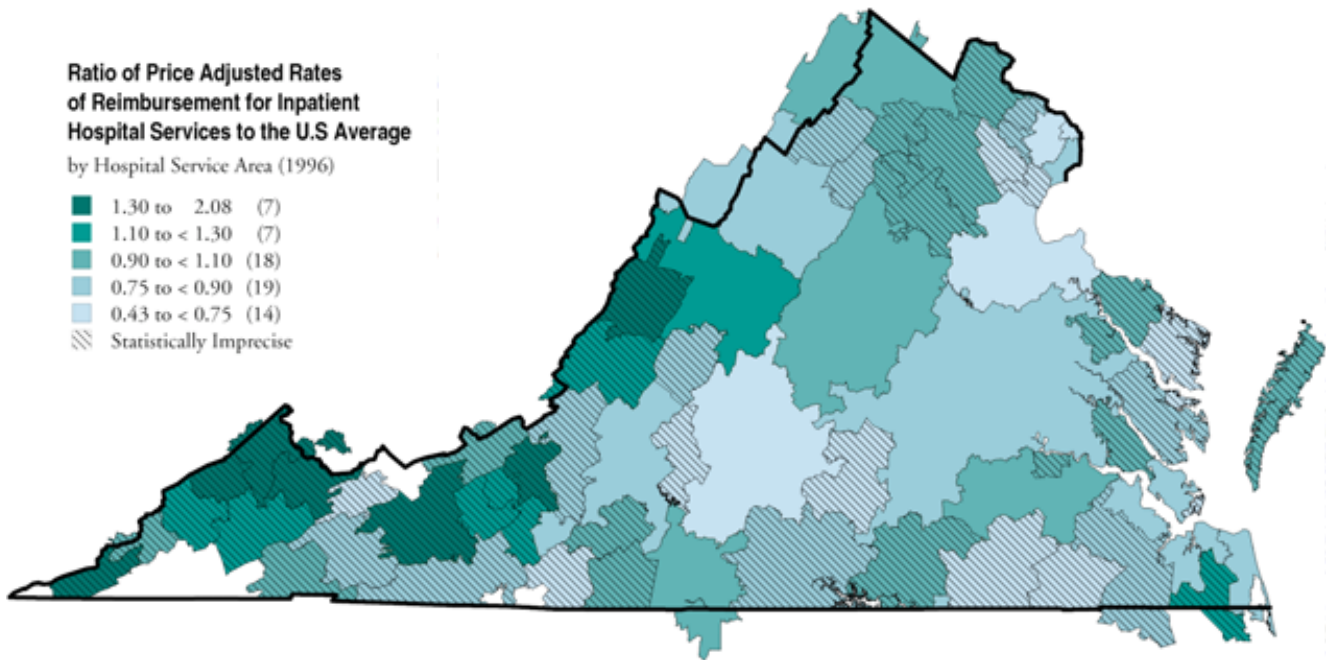 Ratio of Price Adjusted Rates
of Reimbursement for Inpatient
Hospital Services to the U.S Average
by Hospital Service Area (1996)
1.30 to 2.08 (7)
1.10 to < 1.30 (7)
0.90 to < 1.10 (18)
0.75 to < 0.90 (19)
0.43 to < 0.75 (14)
Statistically Imprecise